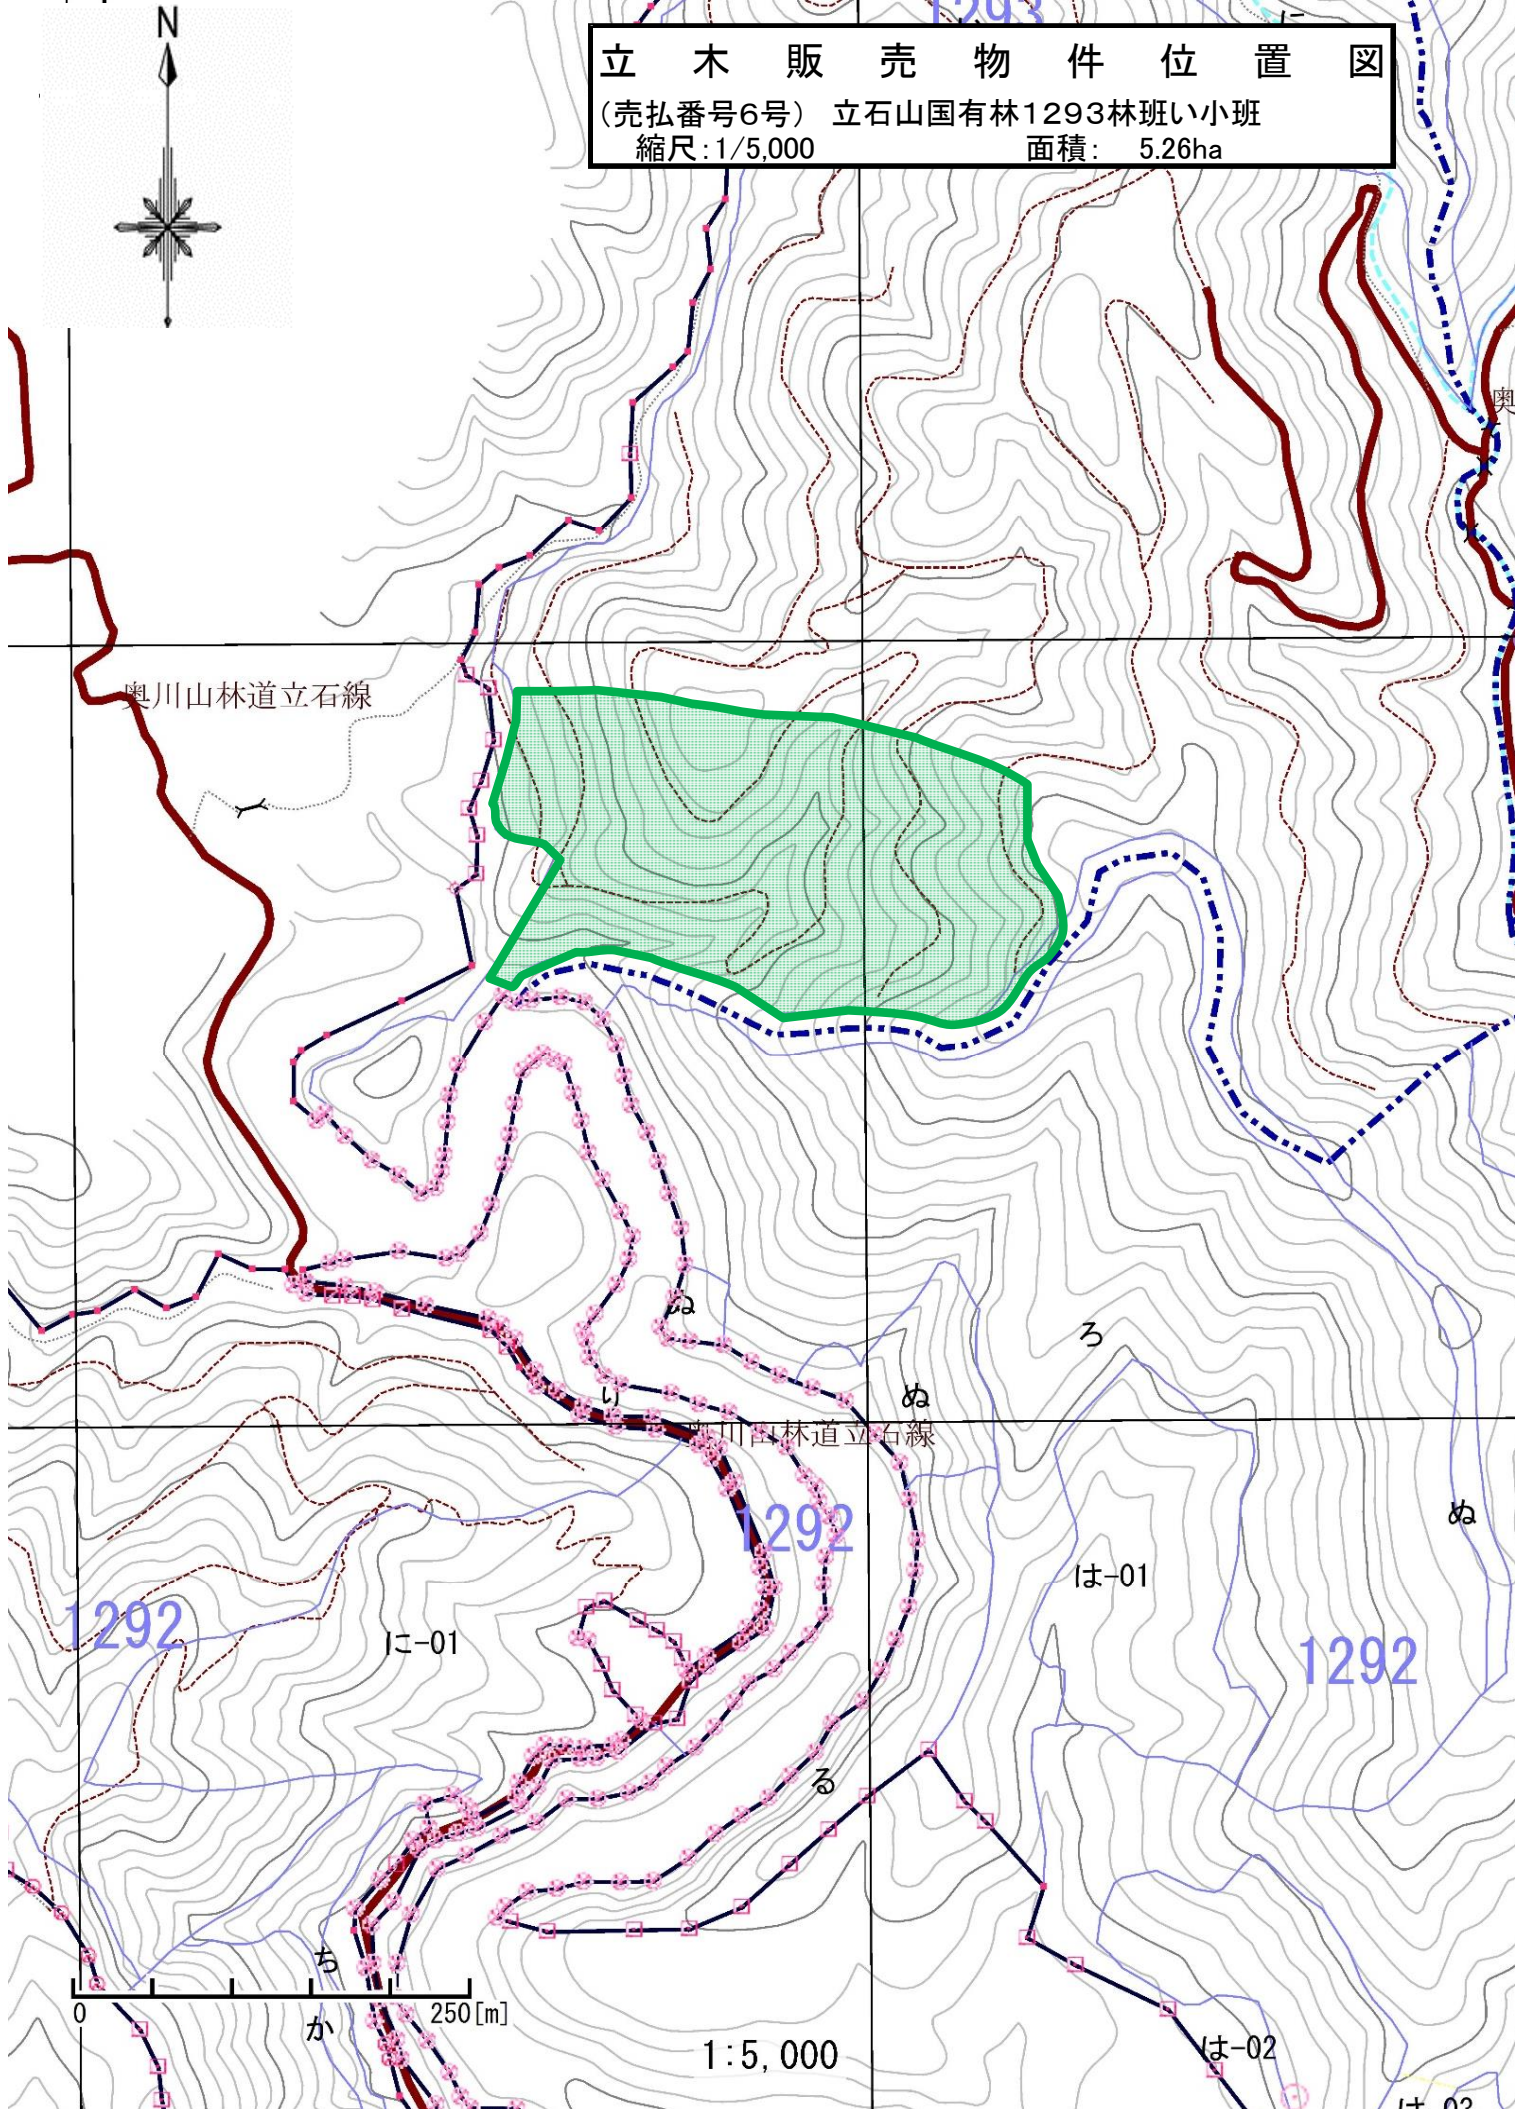 N
1293
に
立木販売物件位置図
(売払番号6号) 立石山国有林1293林班い小班
縮尺:1/5,000 面積: 5.26ha
奥
奥川山林道立石線
ぬ
ろ
り
ぬ
奥川山林道立石線
1292
ぬ
は-01
1292
に-01
1292
る
ち
0 250[m]
か
1:5,000
は-02